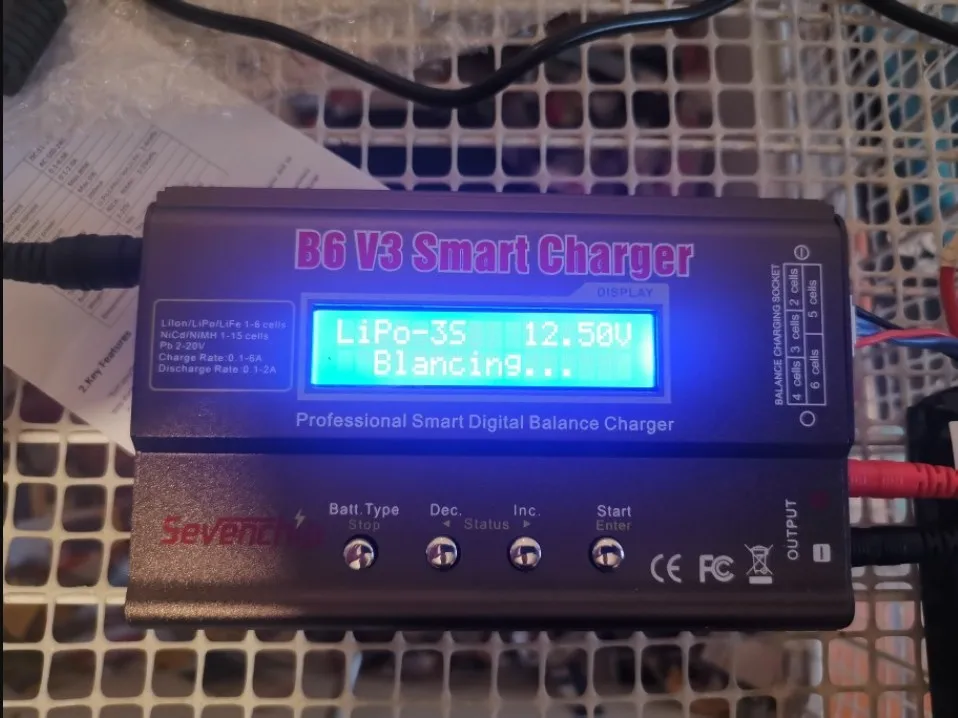 B6 V3 Smart Charger
DISPLAY
LiPo-3S 12.50V
Blancing...
LiIon/LiPo/LiFe 1-6 cells
NiCd/NiMH 1-15 cells
Pb 2-20V
Charge Rate:0.1-6A
Discharge Rate:0.1-2A
Professional Smart Digital Balance Charger
BALANCE CHARGING SOCKET
2 cells
3 cells
4 cells
5 cells
6 cells
2.Key Features
Batt.Type Dec. Inc. Start
Stop ◄ Status ► Enter
CE FC
OUTPUT